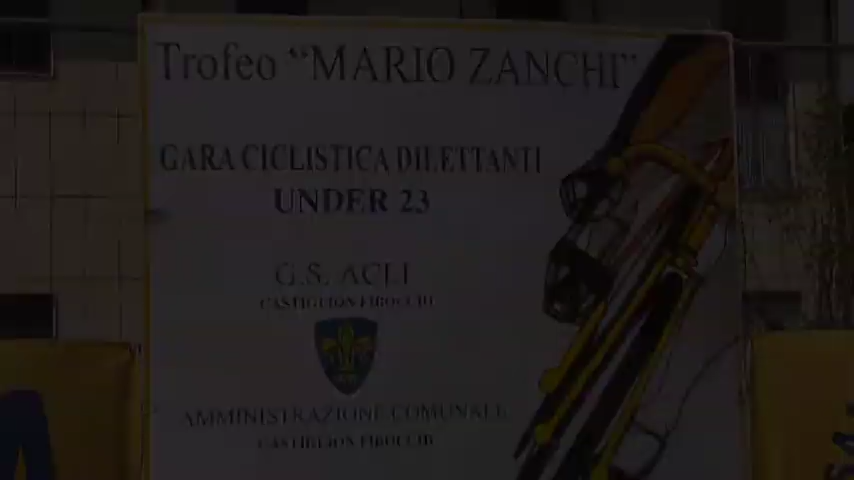 Trofeo "MARIO ZANCHI"
GARA CICLISTICA DILETTANTI
UNDER 23
G.S. ACLI
CASTIGLION FIBOCCHI
AMMINISTRAZIONE COMUNALE
CASTIGLION FIBOCCHI